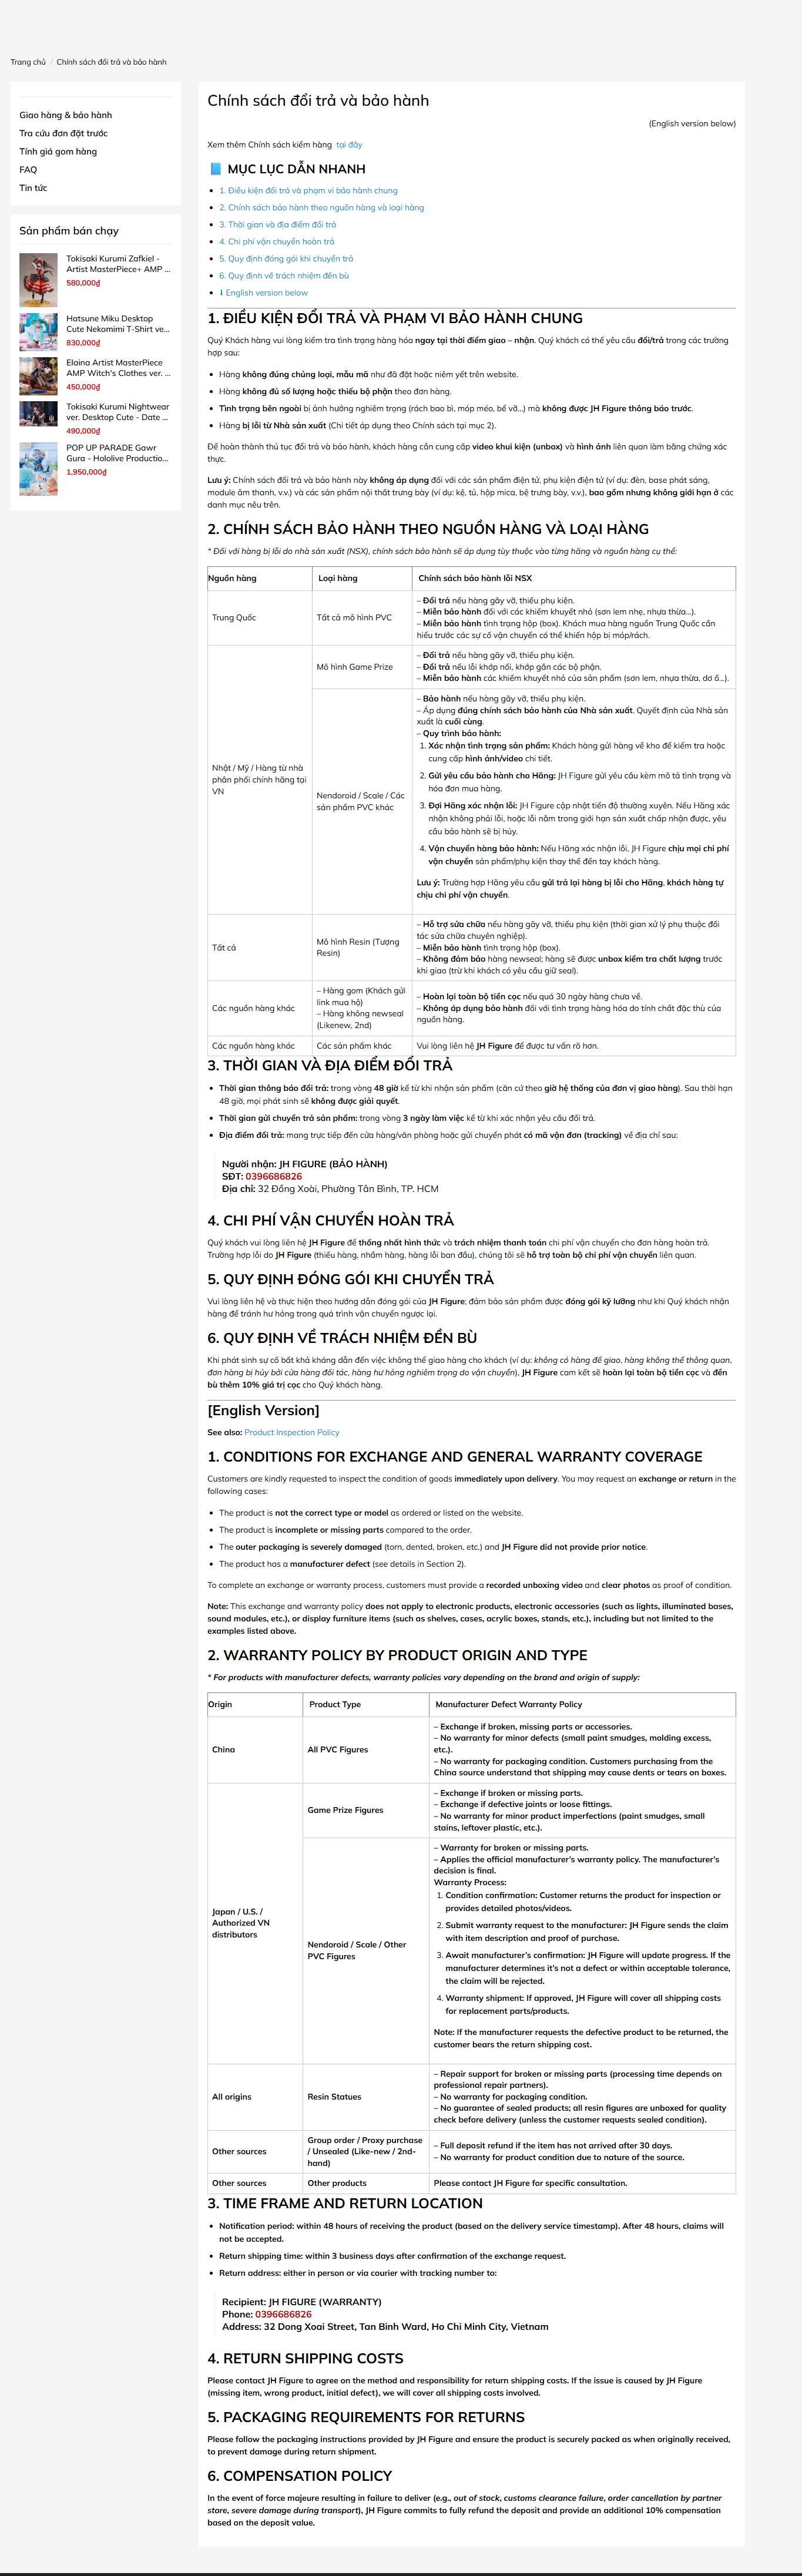 Trang chủ / Chính sách đổi trả và bảo hành
Giao hàng & bảo hành
Tra cứu đơn đặt trước
Tính giá gom hàng
FAQ
Tin tức
Sản phẩm bán chạy
Tokisaki Kurumi Zafkiel -
Artist MasterPiece+ AMP ...
580,000₫
Hatsune Miku Desktop
Cute Nekomimi T-Shirt ve...
830,000₫
Elaina Artist MasterPiece
AMP Witch's Clothes ver. ...
450,000₫
Tokisaki Kurumi Nightwear
ver. Desktop Cute - Date ...
490,000₫
POP UP PARADE Gawr
Gura - Hololive Productio...
1,950,000₫
Chính sách đổi trả và bảo hành
(English version below)
Xem thêm Chính sách kiểm hàng tại đây
📘 MỤC LỤC DẪN NHANH
• 1. Điều kiện đổi trả và phạm vi bảo hành chung
• 2. Chính sách bảo hành theo nguồn hàng và loại hàng
• 3. Thời gian và địa điểm đổi trả
• 4. Chi phí vận chuyển hoàn trả
• 5. Quy định đóng gói khi chuyển trả
• 6. Quy định về trách nhiệm đền bù
• ⬇ English version below
1. ĐIỀU KIỆN ĐỔI TRẢ VÀ PHẠM VI BẢO HÀNH CHUNG
Quý Khách hàng vui lòng kiểm tra tình trạng hàng hóa ngay tại thời điểm giao – nhận. Quý khách có thể yêu cầu đổi/trả trong các trường
hợp sau:
• Hàng không đúng chủng loại, mẫu mã như đã đặt hoặc niêm yết trên website.
• Hàng không đủ số lượng hoặc thiếu bộ phận theo đơn hàng.
• Tình trạng bên ngoài bị ảnh hưởng nghiêm trọng (rách bao bì, móp méo, bể vỡ...) mà không được JH Figure thông báo trước.
• Hàng bị lỗi từ Nhà sản xuất (Chi tiết áp dụng theo Chính sách tại mục 2).
Để hoàn thành thủ tục đổi trả và bảo hành, khách hàng cần cung cấp video khui kiện (unbox) và hình ảnh liên quan làm bằng chứng xác
thực.
Lưu ý: Chính sách đổi trả và bảo hành này không áp dụng đối với các sản phẩm điện tử, phụ kiện điện tử (ví dụ: đèn, base phát sáng,
module âm thanh, v.v.) và các sản phẩm nội thất trưng bày (ví dụ: kệ, tủ, hộp mica, bệ trưng bày, v.v.), bao gồm nhưng không giới hạn ở các
danh mục nêu trên.
2. CHÍNH SÁCH BẢO HÀNH THEO NGUỒN HÀNG VÀ LOẠI HÀNG
* Đối với hàng bị lỗi do nhà sản xuất (NSX), chính sách bảo hành sẽ áp dụng tùy thuộc vào từng hãng và nguồn hàng cụ thể:
Nguồn hàng Loại hàng Chính sách bảo hành lỗi NSX
Trung Quốc
Tất cả mô hình PVC
– Đổi trả nếu hàng gãy vỡ, thiếu phụ kiện.
– Miễn bảo hành đối với các khiếm khuyết nhỏ (sơn lem nhẹ, nhựa thừa...).
– Miễn bảo hành tình trạng hộp (box). Khách mua hàng nguồn Trung Quốc cần
hiểu trước các sự cố vận chuyển có thể khiến hộp bị móp/rách.
Nhật / Mỹ / Hàng từ nhà
phân phối chính hãng tại
VN
Mô hình Game Prize
– Đổi trả nếu hàng gãy vỡ, thiếu phụ kiện.
– Đổi trả nếu lỗi khớp nối, khớp gắn các bộ phận.
– Miễn bảo hành các khiếm khuyết nhỏ của sản phẩm (sơn lem, nhựa thừa, dơ ố...).
Nendoroid / Scale / Các
sản phẩm PVC khác
– Bảo hành nếu hàng gãy vỡ, thiếu phụ kiện.
– Áp dụng đúng chính sách bảo hành của Nhà sản xuất. Quyết định của Nhà sản
xuất là cuối cùng.
– Quy trình bảo hành:
1. Xác nhận tình trạng sản phẩm: Khách hàng gửi hàng về kho để kiểm tra hoặc
cung cấp hình ảnh/video chi tiết.
2. Gửi yêu cầu bảo hành cho Hãng: JH Figure gửi yêu cầu kèm mô tả tình trạng và
hóa đơn mua hàng.
3. Đợi Hãng xác nhận lỗi: JH Figure cập nhật tiến độ thường xuyên. Nếu Hãng xác
nhận không phải lỗi, hoặc lỗi nằm trong giới hạn sản xuất chấp nhận được, yêu
cầu bảo hành sẽ bị hủy.
4. Vận chuyển hàng bảo hành: Nếu Hãng xác nhận lỗi, JH Figure chịu mọi chi phí
vận chuyển sản phẩm/phụ kiện thay thế đến tay khách hàng.
Lưu ý: Trường hợp Hãng yêu cầu gửi trả lại hàng bị lỗi cho Hãng, khách hàng tự
chịu chi phí vận chuyển.
Tất cả
Mô hình Resin (Tượng
Resin)
– Hỗ trợ sửa chữa nếu hàng gãy vỡ, thiếu phụ kiện (thời gian xử lý phụ thuộc đối
tác sửa chữa chuyên nghiệp).
– Miễn bảo hành tình trạng hộp (box).
– Không đảm bảo hàng newseal; hàng sẽ được unbox kiểm tra chất lượng trước
khi giao (trừ khi khách có yêu cầu giữ seal).
Các nguồn hàng khác
– Hàng gom (Khách gửi
link mua hộ)
– Hàng không newseal
(Likenew, 2nd)
– Hoàn lại toàn bộ tiền cọc nếu quá 30 ngày hàng chưa về.
– Không áp dụng bảo hành đối với tình trạng hàng hóa do tính chất đặc thù của
nguồn hàng.
Các nguồn hàng khác Các sản phẩm khác Vui lòng liên hệ JH Figure để được tư vấn rõ hơn.
3. THỜI GIAN VÀ ĐỊA ĐIỂM ĐỔI TRẢ
• Thời gian thông báo đổi trả: trong vòng 48 giờ kể từ khi nhận sản phẩm (căn cứ theo giờ hệ thống của đơn vị giao hàng). Sau thời hạn
48 giờ, mọi phát sinh sẽ không được giải quyết.
• Thời gian gửi chuyển trả sản phẩm: trong vòng 3 ngày làm việc kể từ khi xác nhận yêu cầu đổi trả.
• Địa điểm đổi trả: mang trực tiếp đến cửa hàng/văn phòng hoặc gửi chuyển phát có mã vận đơn (tracking) về địa chỉ sau:
Người nhận: JH FIGURE (BẢO HÀNH)
SĐT: 0396686826
Địa chỉ: 32 Đồng Xoài, Phường Tân Bình, TP. HCM
4. CHI PHÍ VẬN CHUYỂN HOÀN TRẢ
Quý khách vui lòng liên hệ JH Figure để thống nhất hình thức và trách nhiệm thanh toán chi phí vận chuyển cho đơn hàng hoàn trả.
Trường hợp lỗi do JH Figure (thiếu hàng, nhầm hàng, hàng lỗi ban đầu), chúng tôi sẽ hỗ trợ toàn bộ chi phí vận chuyển liên quan.
5. QUY ĐỊNH ĐÓNG GÓI KHI CHUYỂN TRẢ
Vui lòng liên hệ và thực hiện theo hướng dẫn đóng gói của JH Figure; đảm bảo sản phẩm được đóng gói kỹ lưỡng như khi Quý khách nhận
hàng để tránh hư hỏng trong quá trình vận chuyển ngược lại.
6. QUY ĐỊNH VỀ TRÁCH NHIỆM ĐỀN BÙ
Khi phát sinh sự cố bất khả kháng dẫn đến việc không thể giao hàng cho khách (ví dụ: không có hàng để giao, hàng không thể thông quan,
đơn hàng bị hủy bởi cửa hàng đối tác, hàng hư hỏng nghiêm trọng do vận chuyển), JH Figure cam kết sẽ hoàn lại toàn bộ tiền cọc và đền
bù thêm 10% giá trị cọc cho Quý khách hàng.
[English Version]
See also: Product Inspection Policy
1. CONDITIONS FOR EXCHANGE AND GENERAL WARRANTY COVERAGE
Customers are kindly requested to inspect the condition of goods immediately upon delivery. You may request an exchange or return in the
following cases:
• The product is not the correct type or model as ordered or listed on the website.
• The product is incomplete or missing parts compared to the order.
• The outer packaging is severely damaged (torn, dented, broken, etc.) and JH Figure did not provide prior notice.
• The product has a manufacturer defect (see details in Section 2).
To complete an exchange or warranty process, customers must provide a recorded unboxing video and clear photos as proof of condition.
Note: This exchange and warranty policy does not apply to electronic products, electronic accessories (such as lights, illuminated bases,
sound modules, etc.), or display furniture items (such as shelves, cases, acrylic boxes, stands, etc.), including but not limited to the
examples listed above.
2. WARRANTY POLICY BY PRODUCT ORIGIN AND TYPE
* For products with manufacturer defects, warranty policies vary depending on the brand and origin of supply:
Origin Product Type Manufacturer Defect Warranty Policy
China
All PVC Figures
– Exchange if broken, missing parts or accessories.
– No warranty for minor defects (small paint smudges, molding excess,
etc.).
– No warranty for packaging condition. Customers purchasing from the
China source understand that shipping may cause dents or tears on boxes.
Japan / U.S. /
Authorized VN
distributors
Game Prize Figures
– Exchange if broken or missing parts.
– Exchange if defective joints or loose fittings.
– No warranty for minor product imperfections (paint smudges, small
stains, leftover plastic, etc.).
Nendoroid / Scale / Other
PVC Figures
– Warranty for broken or missing parts.
– Applies the official manufacturer’s warranty policy. The manufacturer’s
decision is final.
Warranty Process:
1. Condition confirmation: Customer returns the product for inspection or
provides detailed photos/videos.
2. Submit warranty request to the manufacturer: JH Figure sends the claim
with item description and proof of purchase.
3. Await manufacturer’s confirmation: JH Figure will update progress. If the
manufacturer determines it’s not a defect or within acceptable tolerance,
the claim will be rejected.
4. Warranty shipment: If approved, JH Figure will cover all shipping costs
for replacement parts/products.
Note: If the manufacturer requests the defective product to be returned, the
customer bears the return shipping cost.
All origins
Resin Statues
– Repair support for broken or missing parts (processing time depends on
professional repair partners).
– No warranty for packaging condition.
– No guarantee of sealed products; all resin figures are unboxed for quality
check before delivery (unless the customer requests sealed condition).
Other sources
Group order / Proxy purchase
/ Unsealed (Like-new / 2nd-
hand)
– Full deposit refund if the item has not arrived after 30 days.
– No warranty for product condition due to nature of the source.
Other sources Other products Please contact JH Figure for specific consultation.
3. TIME FRAME AND RETURN LOCATION
• Notification period: within 48 hours of receiving the product (based on the delivery service timestamp). After 48 hours, claims will
not be accepted.
• Return shipping time: within 3 business days after confirmation of the exchange request.
• Return address: either in person or via courier with tracking number to:
Recipient: JH FIGURE (WARRANTY)
Phone: 0396686826
Address: 32 Dong Xoai Street, Tan Binh Ward, Ho Chi Minh City, Vietnam
4. RETURN SHIPPING COSTS
Please contact JH Figure to agree on the method and responsibility for return shipping costs. If the issue is caused by JH Figure
(missing item, wrong product, initial defect), we will cover all shipping costs involved.
5. PACKAGING REQUIREMENTS FOR RETURNS
Please follow the packaging instructions provided by JH Figure and ensure the product is securely packed as when originally received,
to prevent damage during return shipment.
6. COMPENSATION POLICY
In the event of force majeure resulting in failure to deliver (e.g., out of stock, customs clearance failure, order cancellation by partner
store, severe damage during transport), JH Figure commits to fully refund the deposit and provide an additional 10% compensation
based on the deposit value.